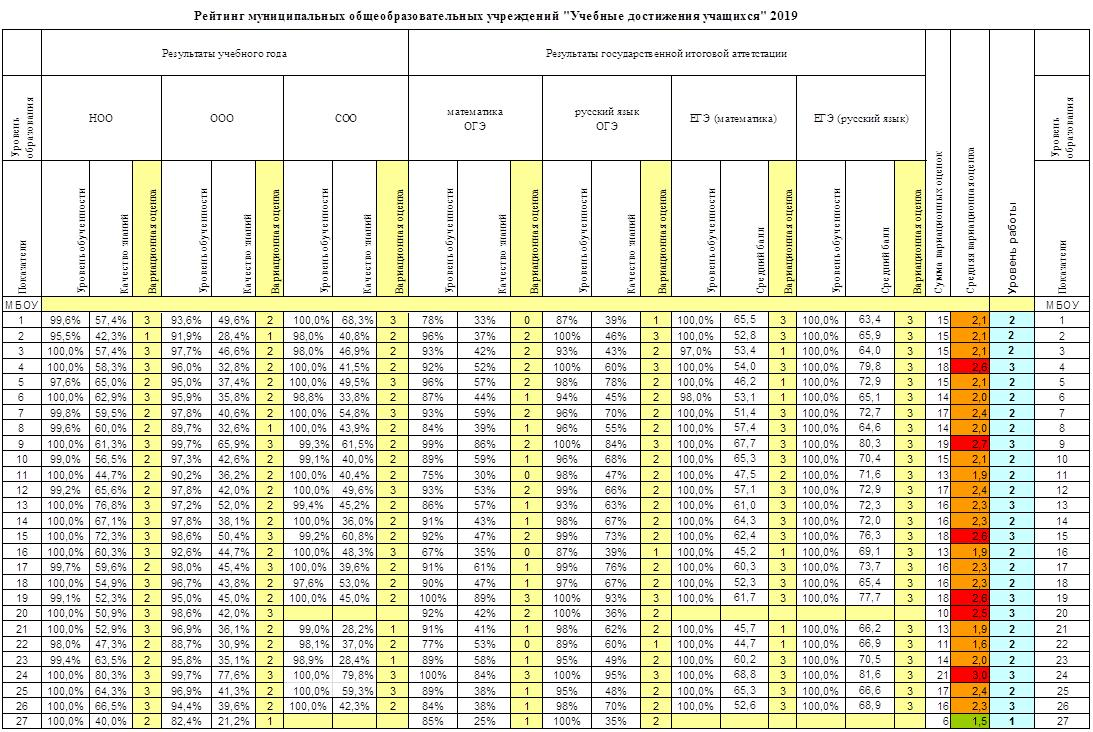 Рейтинг муниципальных общеобразовательных учреждений "Учебные достижения учащихся" 2019
Результаты учебного года Результаты государственной итоговой аттетстации
Уровень образования НОО ООО СОО математика ОГЭ русский язык ОГЭ ЕГЭ (математика) ЕГЭ (русский язык) Сумма вариационных оценок Средняя вариационная оценка Уровень работы Уровень образования
Показатели Уровень обученности Качество знаний Вариационная оценка Уровень обученности Качество знаний Вариационная оценка Уровень обученности Качество знаний Вариационная оценка Уровень обученности Качество знаний Вариационная оценка Уровень обученности Качество знаний Вариационная оценка Уровень обученности Средний балл Вариационная оценка Уровень обученности Средний балл Вариационная оценка Показатели
МБОУ МБОУ
1 99,6% 57,4% 3 93,6% 49,6% 2 100,0% 68,3% 3 78% 33% 0 87% 39% 1 100,0% 65,5 3 100,0% 63,4 3 15 2,1 2 1
2 95,5% 42,3% 1 91,9% 28,4% 1 98,0% 40,8% 2 96% 37% 2 100% 46% 3 100,0% 52,8 3 100,0% 65,9 3 15 2,1 2 2
3 100,0% 57,4% 3 97,7% 46,6% 2 98,0% 46,9% 2 93% 42% 2 93% 43% 2 97,0% 53,4 1 100,0% 64,0 3 15 2,1 2 3
4 100,0% 58,3% 3 96,0% 32,8% 2 100,0% 41,5% 2 92% 52% 2 100% 60% 3 100,0% 54,0 3 100,0% 79,8 3 18 2,6 3 4
5 97,6% 65,0% 2 95,0% 37,4% 2 100,0% 49,5% 3 96% 57% 2 98% 78% 2 100,0% 46,2 1 100,0% 72,9 3 15 2,1 2 5
6 100,0% 62,9% 3 95,9% 35,8% 2 98,8% 33,8% 2 87% 44% 1 94% 45% 2 98,0% 53,1 1 100,0% 65,1 3 14 2,0 2 6
7 99,8% 59,5% 2 97,8% 40,6% 2 100,0% 54,8% 3 93% 59% 2 96% 70% 2 100,0% 51,4 3 100,0% 72,7 3 17 2,4 2 7
8 99,6% 60,0% 2 89,7% 32,6% 1 100,0% 43,9% 2 84% 39% 1 96% 55% 2 100,0% 57,4 3 100,0% 64,6 3 14 2,0 2 8
9 100,0% 61,3% 3 99,7% 65,9% 3 99,3% 61,5% 2 99% 86% 2 100% 84% 3 100,0% 67,7 3 100,0% 80,3 3 19 2,7 3 9
10 99,0% 56,5% 2 97,3% 42,6% 2 99,1% 40,0% 2 89% 59% 1 96% 68% 2 100,0% 65,3 3 100,0% 70,4 3 15 2,1 2 10
11 100,0% 44,7% 2 90,2% 36,2% 2 100,0% 40,4% 2 75% 30% 0 98% 47% 2 100,0% 47,5 2 100,0% 71,6 3 13 1,9 2 11
12 99,2% 65,6% 2 97,8% 42,0% 2 100,0% 49,6% 3 93% 53% 2 99% 66% 2 100,0% 57,1 3 100,0% 72,9 3 17 2,4 2 12
13 100,0% 76,8% 3 97,2% 52,0% 2 99,4% 45,2% 2 86% 57% 1 93% 63% 2 100,0% 61,0 3 100,0% 72,3 3 16 2,3 3 13
14 100,0% 67,1% 3 97,8% 38,1% 2 100,0% 36,0% 2 91% 43% 1 98% 67% 2 100,0% 64,3 3 100,0% 72,0 3 16 2,3 2 14
15 100,0% 72,3% 3 98,6% 50,4% 3 99,2% 60,8% 2 92% 47% 2 99% 73% 2 100,0% 62,4 3 100,0% 76,3 3 18 2,6 3 15
16 100,0% 60,3% 3 92,6% 44,7% 2 100,0% 48,3% 3 67% 35% 0 87% 39% 1 100,0% 45,2 1 100,0% 69,1 3 13 1,9 2 16
17 99,7% 59,6% 2 98,0% 45,4% 3 100,0% 39,6% 2 91% 61% 1 99% 76% 2 100,0% 60,3 3 100,0% 73,7 3 16 2,3 2 17
18 100,0% 54,9% 3 96,7% 43,8% 2 97,6% 53,0% 2 90% 47% 1 97% 67% 2 100,0% 52,3 3 100,0% 65,4 3 16 2,3 2 18
19 99,1% 52,3% 2 95,0% 45,0% 2 100,0% 45,0% 2 100% 89% 3 100% 93% 3 100,0% 61,7 3 100,0% 77,7 3 18 2,6 3 19
20 100,0% 50,9% 3 98,6% 42,0% 3 92% 42% 2 100% 36% 2 10 2,5 3 20
21 100,0% 52,9% 3 96,9% 36,1% 2 99,0% 28,2% 1 91% 41% 1 98% 62% 2 100,0% 45,7 1 100,0% 66,2 3 13 1,9 2 21
22 98,0% 47,3% 2 88,7% 30,9% 2 98,1% 37,0% 2 77% 53% 0 89% 60% 1 100,0% 44,7 1 100,0% 66,9 3 11 1,6 2 22
23 99,4% 63,5% 2 95,8% 35,1% 2 98,9% 28,4% 1 89% 58% 1 95% 49% 2 100,0% 60,2 3 100,0% 70,5 3 14 2,0 2 23
24 100,0% 80,3% 3 99,7% 77,6% 3 100,0% 79,8% 3 100% 84% 3 100% 95% 3 100,0% 68,8 3 100,0% 81,6 3 21 3,0 3 24
25 100,0% 64,3% 3 96,9% 41,3% 2 100,0% 59,3% 3 89% 38% 1 95% 48% 2 100,0% 65,3 3 100,0% 66,6 3 17 2,4 2 25
26 100,0% 66,5% 3 94,4% 39,6% 2 100,0% 42,3% 2 84% 38% 1 98% 70% 2 100,0% 52,6 3 100,0% 68,9 3 16 2,3 3 26
27 100,0% 40,0% 2 82,4% 21,2% 1 85% 25% 1 100% 35% 2 6 1,5 1 27